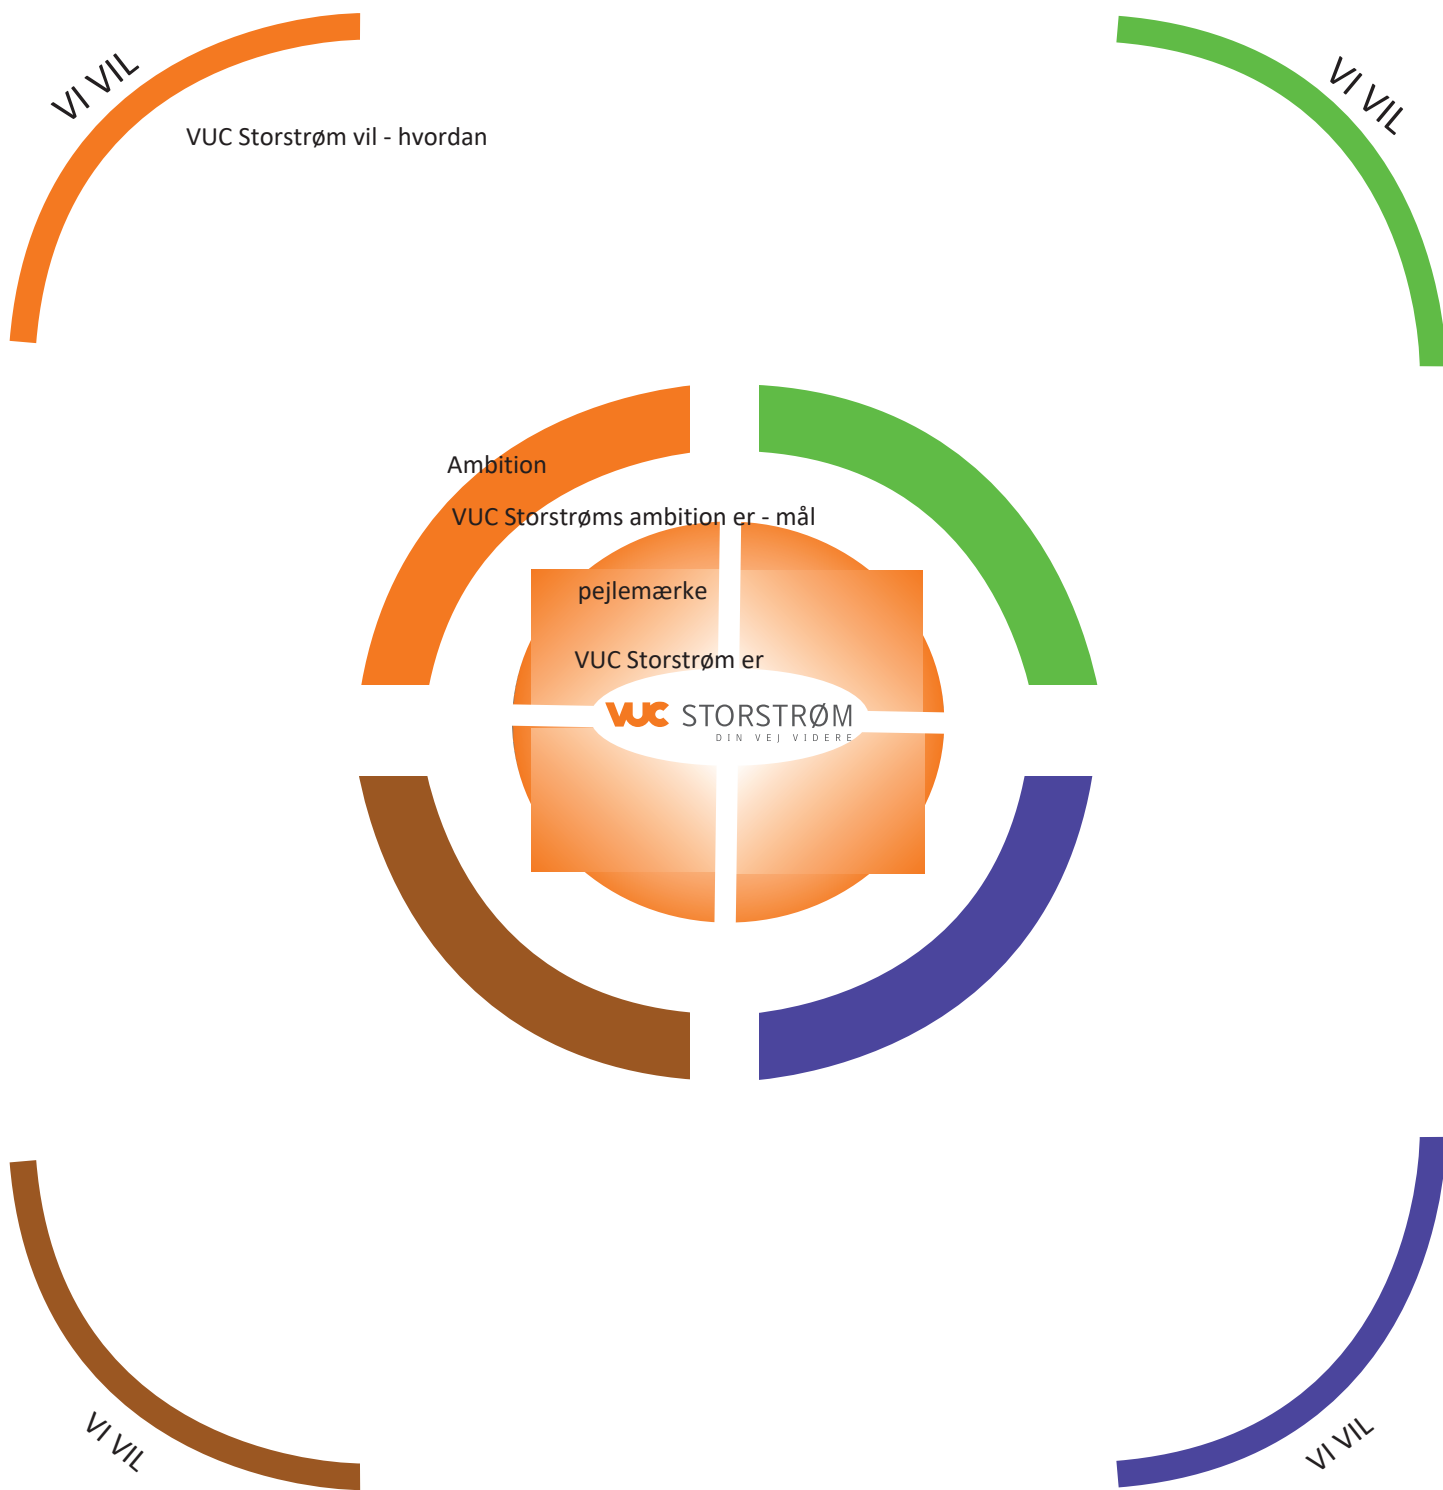 VI VIL
VI VIL
VUC Storstrøm vil - hvordan
Ambition
VUC Storstrøms ambition er - mål
pejlemærke
VUC Storstrøm er
VUC STORSTRØM
DIN VEJ VIDERE
VI VIL
VI VIL